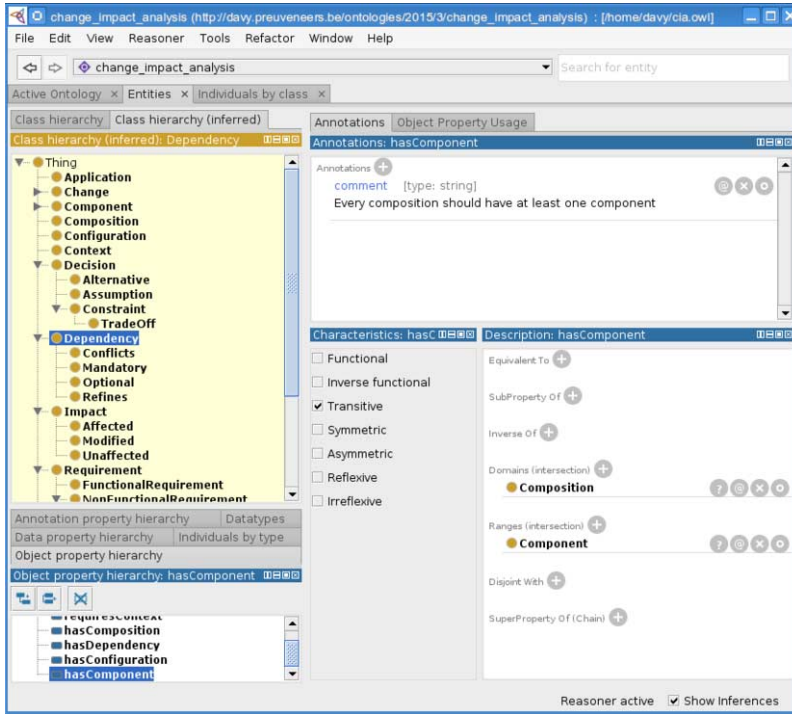 change_impact_analysis (http://davy.preuveneers.be/ontologies/2015/3/change_impact_analysis) : [/home/davy/cia.owl]
File Edit View Reasoner Tools Refactor Window Help
change_impact_analysis
Search for entity
Active Ontology × Entities × Individuals by class ×
Class hierarchy Class hierarchy (inferred)
Class hierarchy (inferred): Dependency
Thing
Application
Change
Component
Composition
Configuration
Context
Decision
Alternative
Assumption
Constraint
TradeOff
Dependency
Conflicts
Mandatory
Optional
Refines
Impact
Affected
Modified
Unaffected
Requirement
FunctionalRequirement
NonFunctionalRequirement
Annotation property hierarchy Datatypes
Data property hierarchy Individuals by type
Object property hierarchy
Object property hierarchy: hasComponent
requiresContext
hasComposition
hasDependency
hasConfiguration
hasComponent
Annotations Object Property Usage
Annotations: hasComponent
Annotations
comment [type: string]
Every composition should have at least one component
Characteristics: hasC
Functional
Inverse functional
Transitive
Symmetric
Asymmetric
Reflexive
Irreflexive
Description: hasComponent
Equivalent To
SubProperty Of
Inverse Of
Domains (intersection)
Composition
Ranges (intersection)
Component
Disjoint With
SuperProperty Of (Chain)
Reasoner active Show Inferences